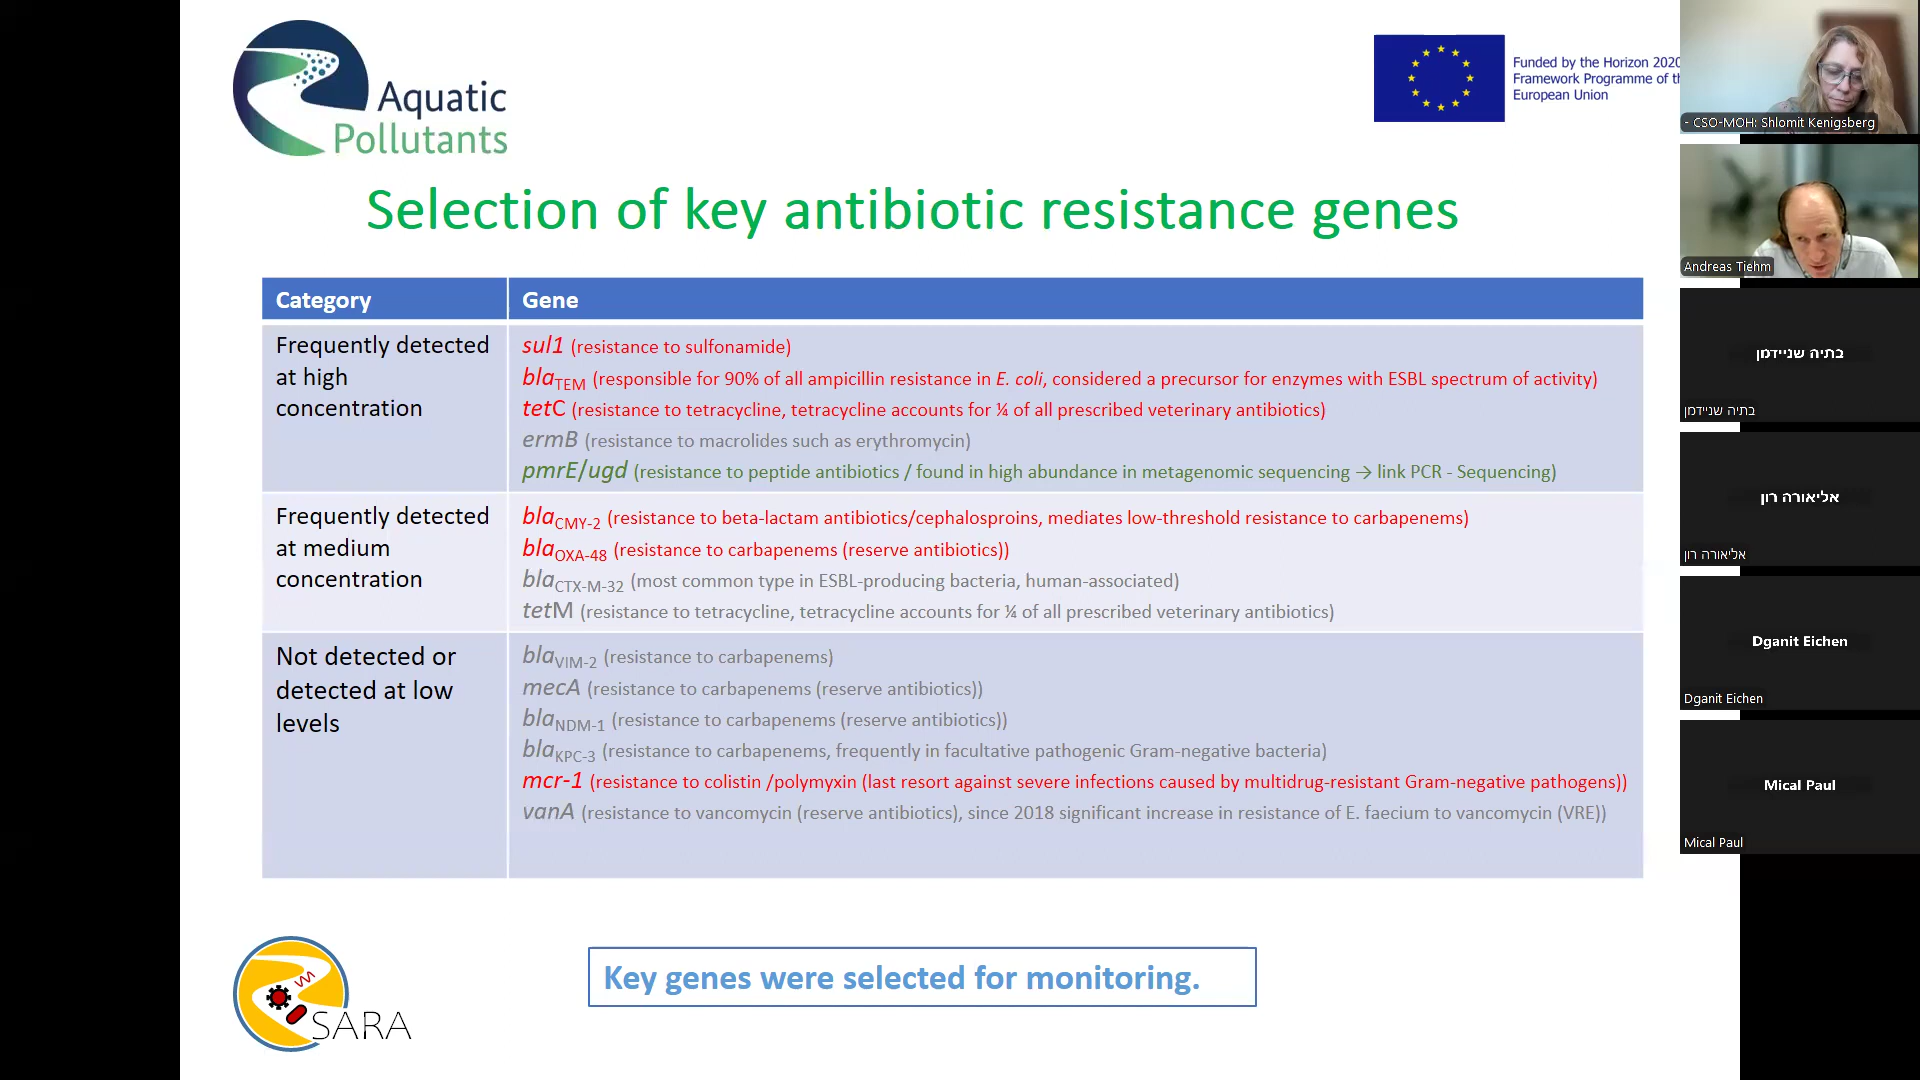 Aquatic
Pollutants
Funded by the Horizon 2020
Framework Programme of th
European Union
Selection of key antibiotic resistance genes
Category
Gene
Frequently detected
at high
concentration
sul1 (resistance to sulfonamide)
blaTEM (responsible for 90% of all ampicillin resistance in E. coli, considered a precursor for enzymes with ESBL spectrum of activity)
tetC (resistance to tetracycline, tetracycline accounts for ¼ of all prescribed veterinary antibiotics)
ermB (resistance to macrolides such as erythromycin)
pmrE/ugd (resistance to peptide antibiotics / found in high abundance in metagenomic sequencing → link PCR - Sequencing)
Frequently detected
at medium
concentration
blaCMY-2 (resistance to beta-lactam antibiotics/cephalosproins, mediates low-threshold resistance to carbapenems)
blaOXA-48 (resistance to carbapenems (reserve antibiotics))
blaCTX-M-32 (most common type in ESBL-producing bacteria, human-associated)
tetM (resistance to tetracycline, tetracycline accounts for ¼ of all prescribed veterinary antibiotics)
Not detected or
detected at low
levels
blaVIM-2 (resistance to carbapenems)
mecA (resistance to carbapenems (reserve antibiotics))
blaNDM-1 (resistance to carbapenems (reserve antibiotics))
blaKPC-3 (resistance to carbapenems, frequently in facultative pathogenic Gram-negative bacteria)
mcr-1 (resistance to colistin /polymyxin (last resort against severe infections caused by multidrug-resistant Gram-negative pathogens))
vanA (resistance to vancomycin (reserve antibiotics), since 2018 significant increase in resistance of E. faecium to vancomycin (VRE))
SARA
Key genes were selected for monitoring.
- CSO-MOH: Shlomit Kenigsberg
Andreas Tiehm
בתיה שניידמן
בתיה שניידמן
אליאורה רון
אליאורה רון
Dganit Eichen
Dganit Eichen
Mical Paul
Mical Paul